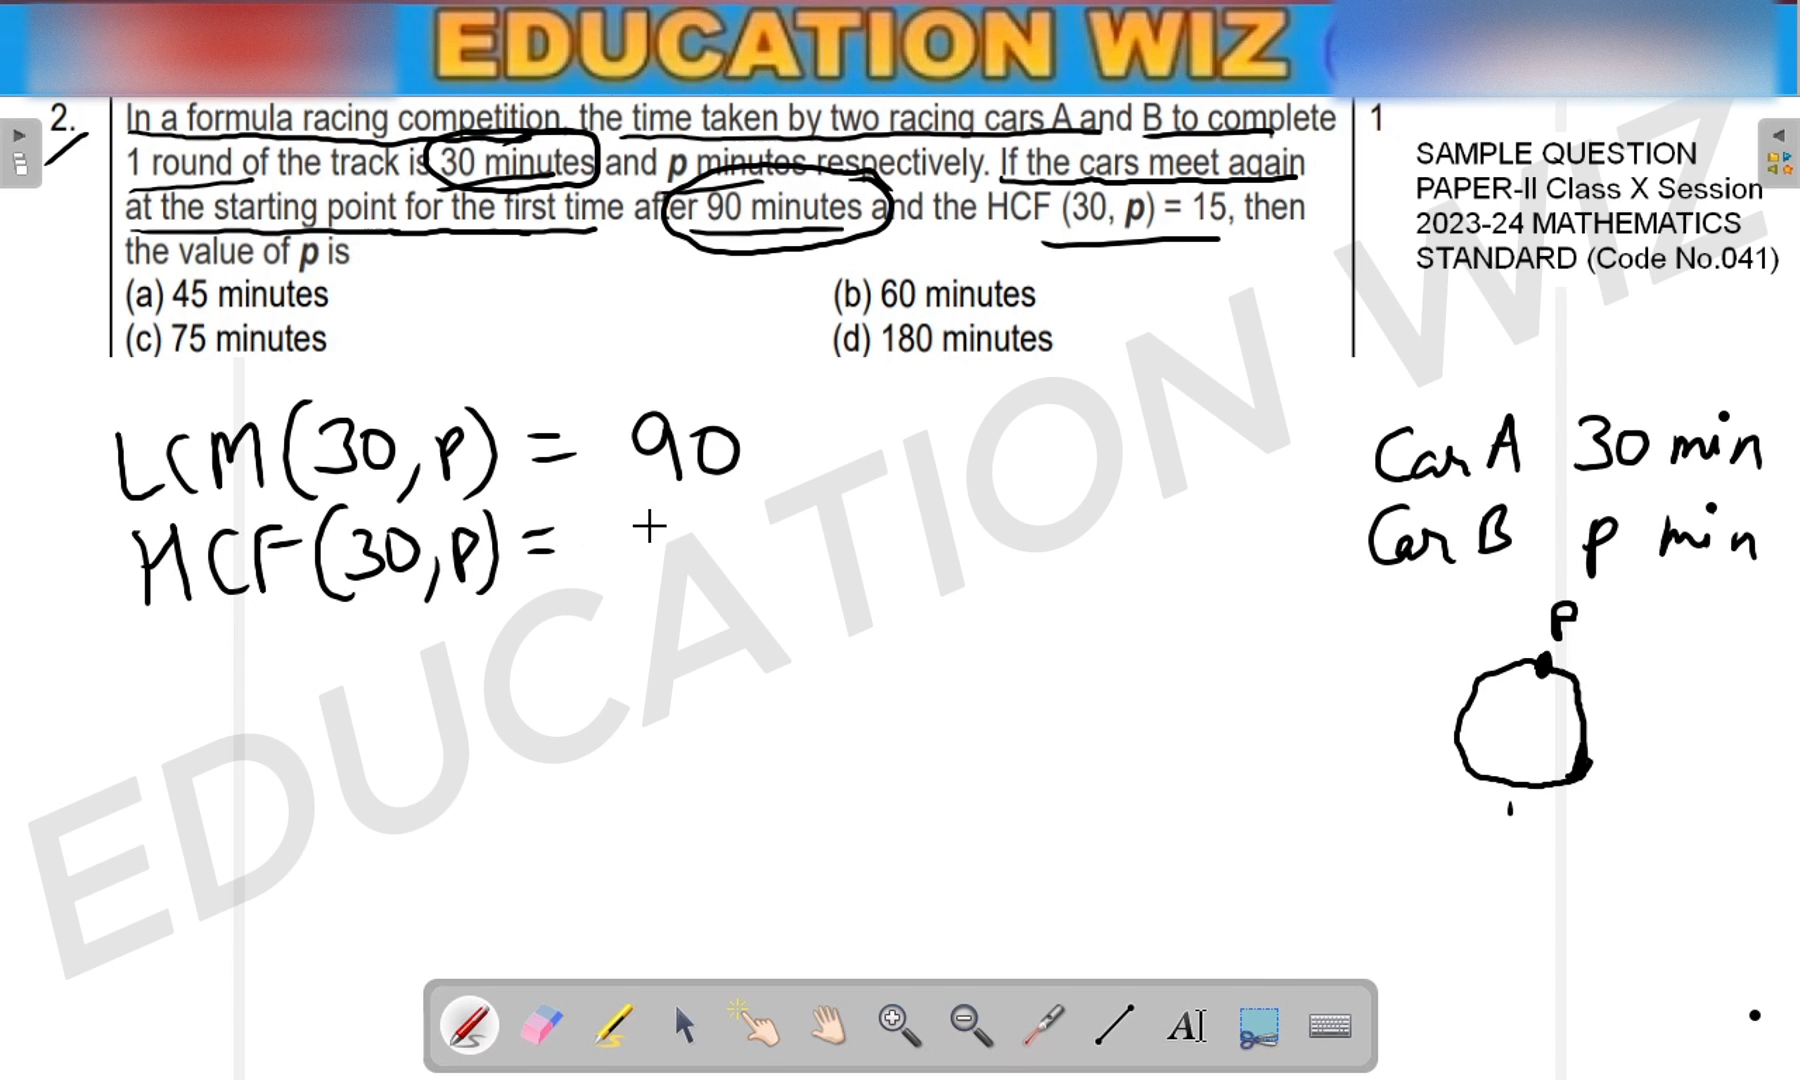 EDUCATION WIZ
2. In a formula racing competition, the time taken by two racing cars A and B to complete 1
1 round of the track is 30 minutes and p minutes respectively. If the cars meet again
at the starting point for the first time after 90 minutes and the HCF (30, p) = 15, then
the value of p is
(a) 45 minutes (b) 60 minutes
(c) 75 minutes (d) 180 minutes
SAMPLE QUESTION
PAPER-II Class X Session
2023-24 MATHEMATICS
STANDARD (Code No.041)
LCM(30,p) = 90
HCF(30,p) =
Car A 30 min
Car B p min
P
EDUCATION WIZ